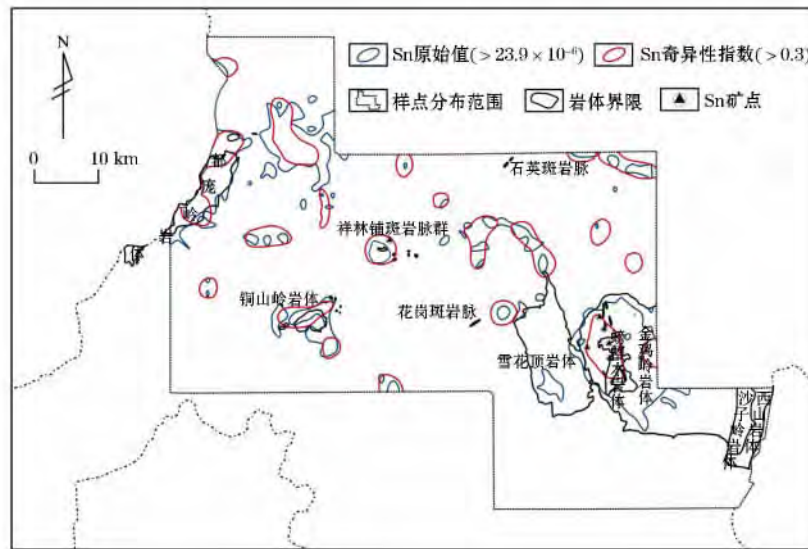 N
Sn原始值(>23.9×10⁻⁶)
Sn奇异性指数(>0.3)
样点分布范围
岩体界限
Sn矿点
0 10 km
都庞岭岩体
石英斑岩脉
祥林铺斑岩脉群
铜山岭岩体
花岗斑岩脉
雪花顶岩体
金鸡岭岩体
沙子岭岩体
西山岩体